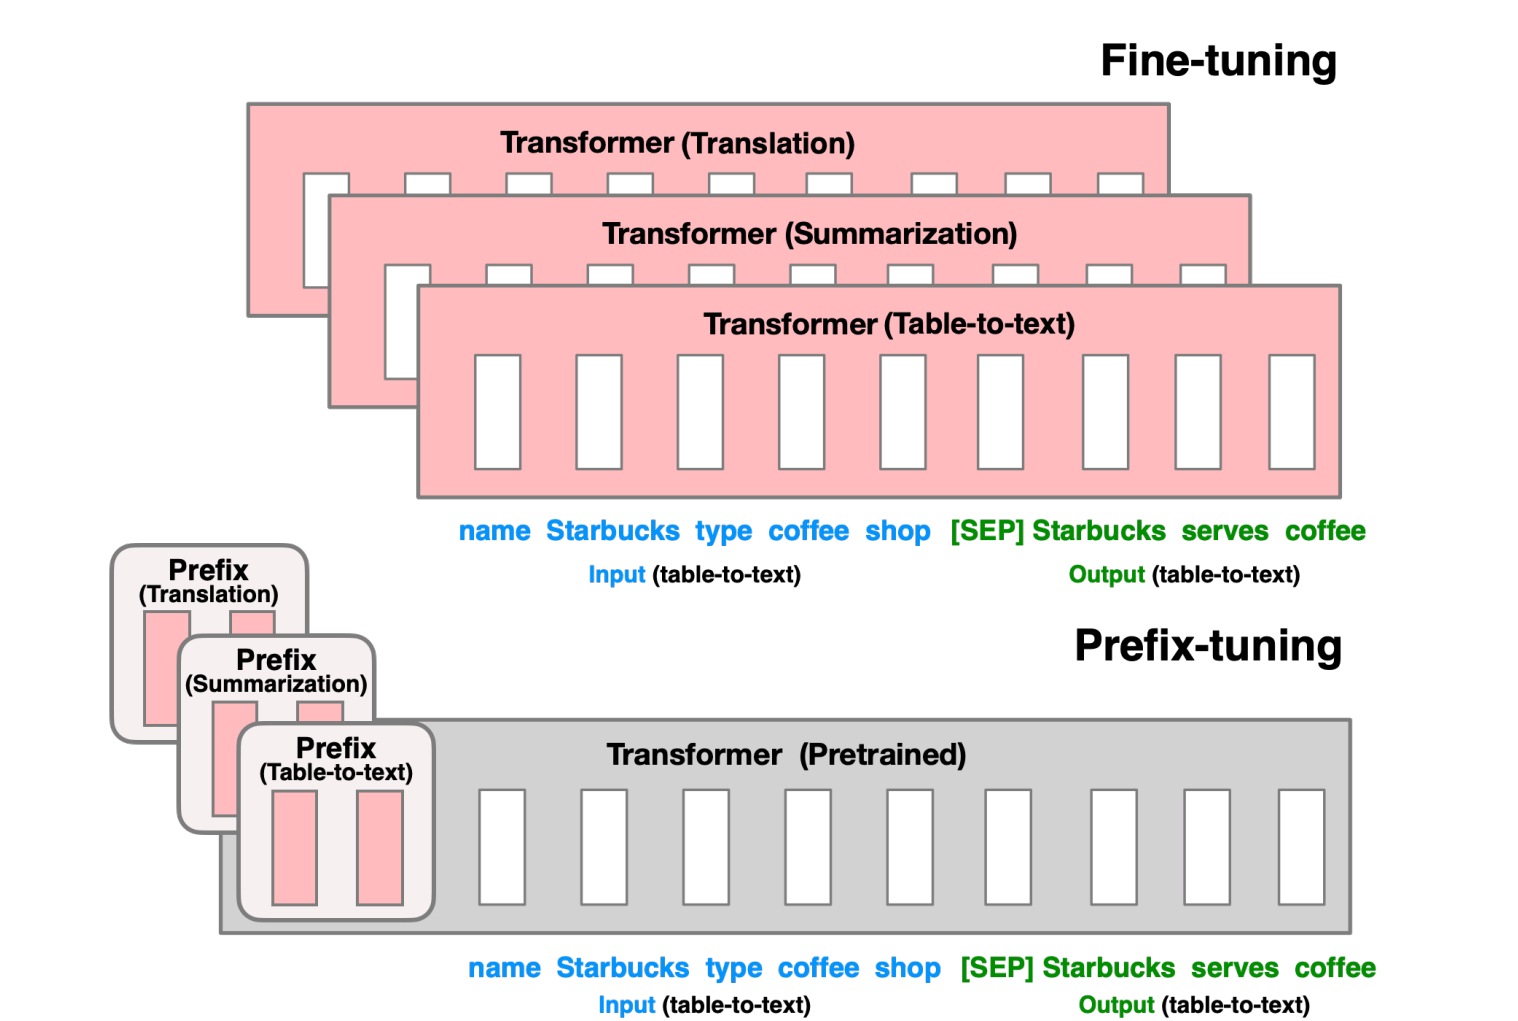 Fine-tuning
Transformer (Translation)
Transformer (Summarization)
Transformer (Table-to-text)
name Starbucks type coffee shop [SEP] Starbucks serves coffee
Input (table-to-text) Output (table-to-text)
Prefix
(Translation)
Prefix-tuning
Prefix
(Summarization)
Prefix
(Table-to-text)
Transformer (Pretrained)
name Starbucks type coffee shop [SEP] Starbucks serves coffee
Input (table-to-text) Output (table-to-text)